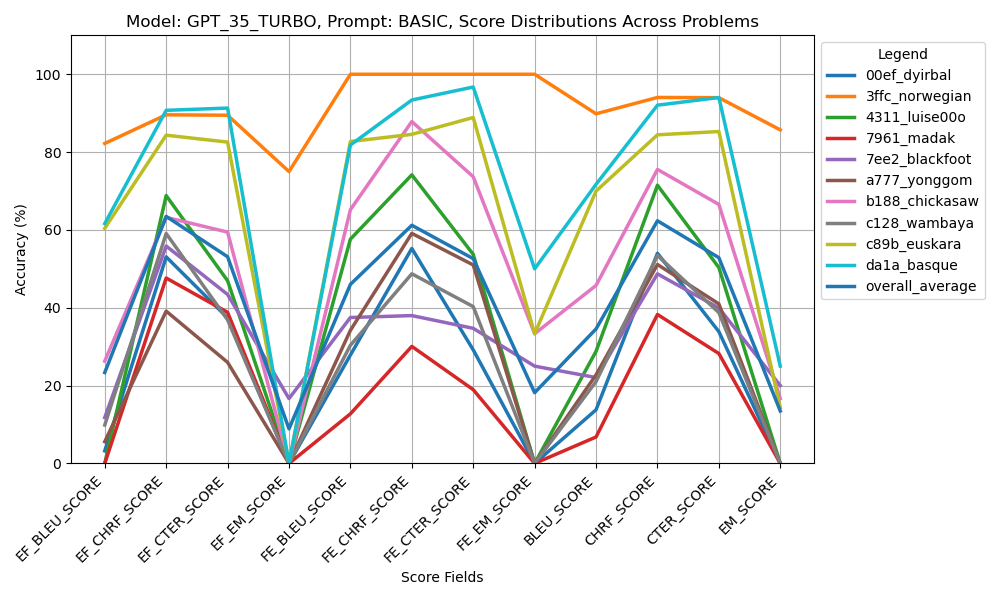 Model: GPT_35_TURBO, Prompt: BASIC, Score Distributions Across Problems
Accuracy (%)
100
80
60
40
20
0
EF_BLEU_SCORE
EF_CHRF_SCORE
EF_CTER_SCORE
EF_EM_SCORE
FE_BLEU_SCORE
FE_CHRF_SCORE
FE_CTER_SCORE
FE_EM_SCORE
BLEU_SCORE
CHRF_SCORE
CTER_SCORE
EM_SCORE
Score Fields
Legend
00ef_dyirbal
3ffc_norwegian
4311_luise00o
7961_madak
7ee2_blackfoot
a777_yonggom
b188_chickasaw
c128_wambaya
c89b_euskara
da1a_basque
overall_average